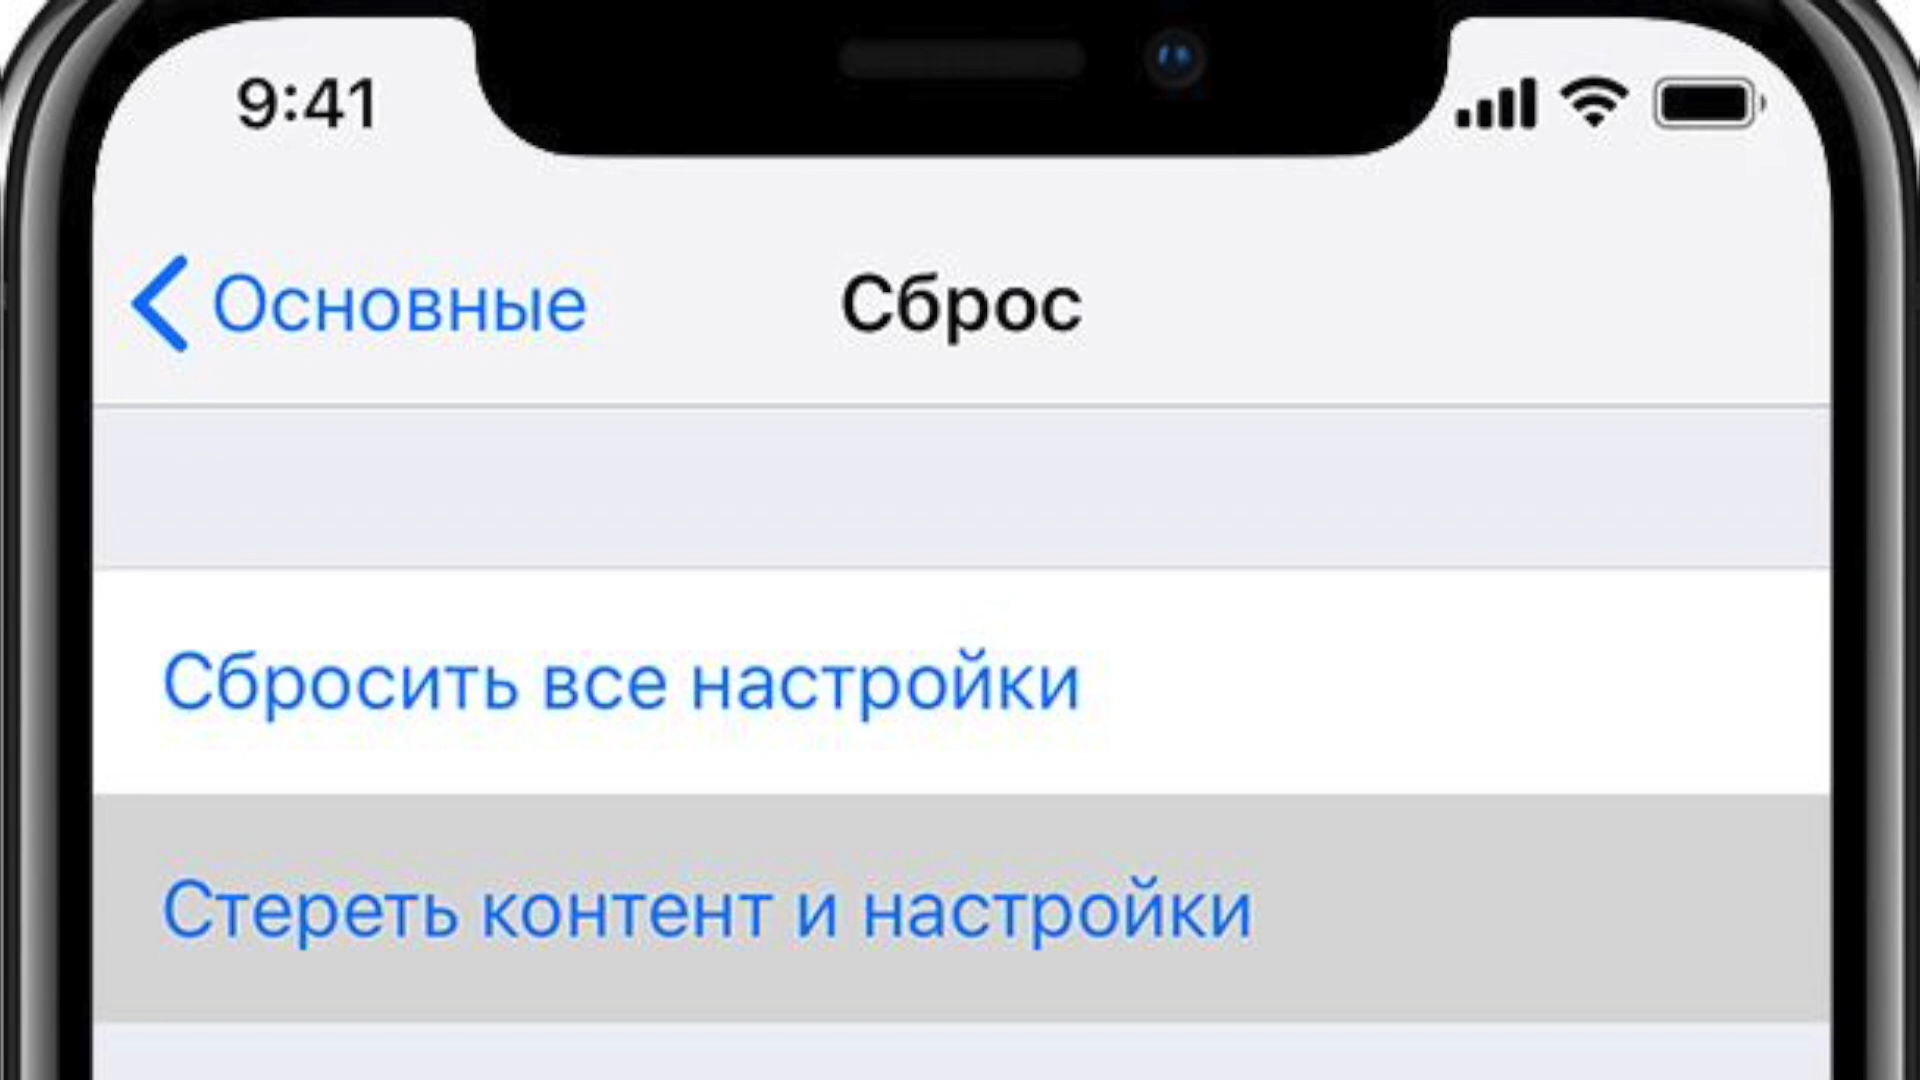 9:41
Основные
Сброс
Сбросить все настройки
Стереть контент и настройки